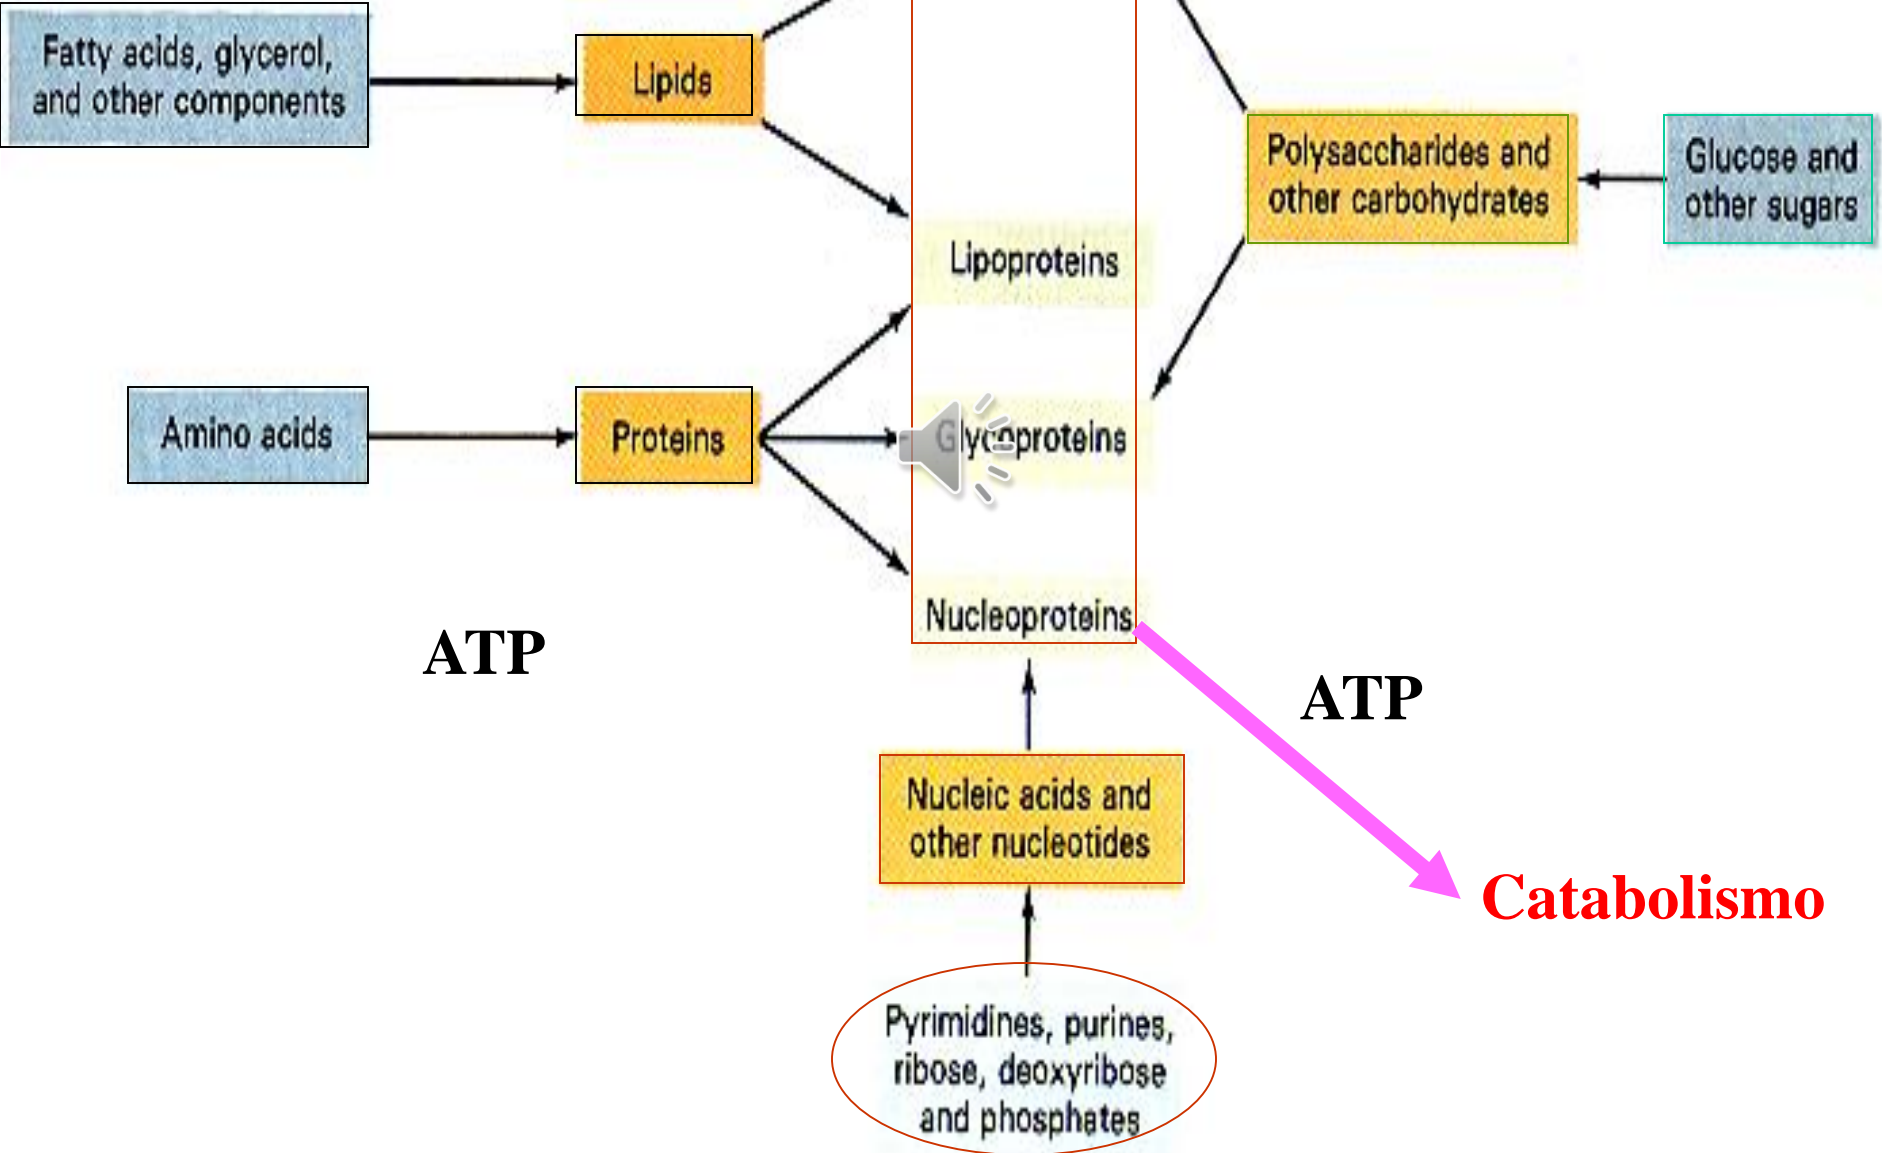 Fatty acids, glycerol,
and other components
Lipids
Polysaccharides and
other carbohydrates
Glucose and
other sugars
Lipoproteins
Amino acids
Proteins
Glycoproteins
Nucleoproteins
ATP
ATP
Nucleic acids and
other nucleotides
Catabolismo
Pyrimidines, purines,
ribose, deoxyribose
and phosphates